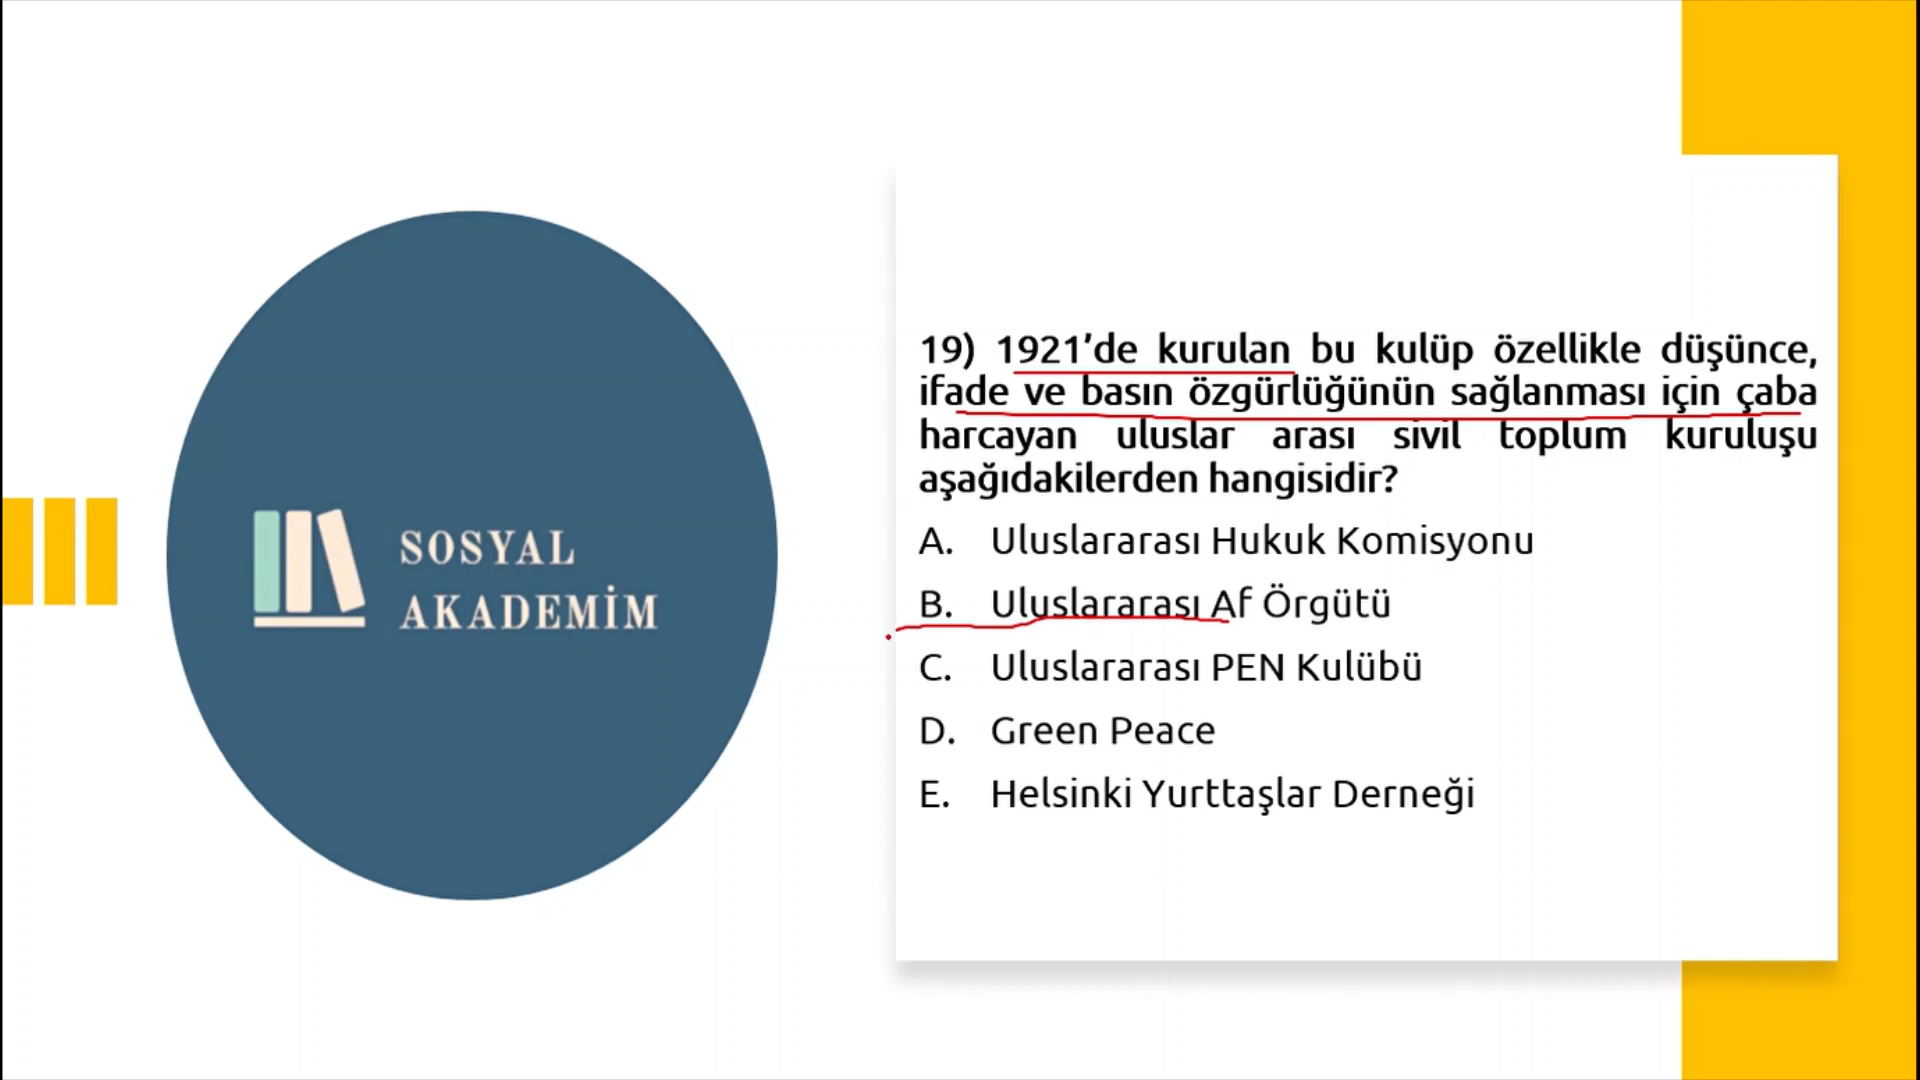 SOSYAL
AKADEMİM
19) 1921’de kurulan bu kulüp özellikle düşünce,
ifade ve basın özgürlüğünün sağlanması için çaba
harcayan uluslar arası sivil toplum kuruluşu
aşağıdakilerden hangisidir?
A. Uluslararası Hukuk Komisyonu
B. Uluslararası Af Örgütü
C. Uluslararası PEN Kulübü
D. Green Peace
E. Helsinki Yurttaşlar Derneği